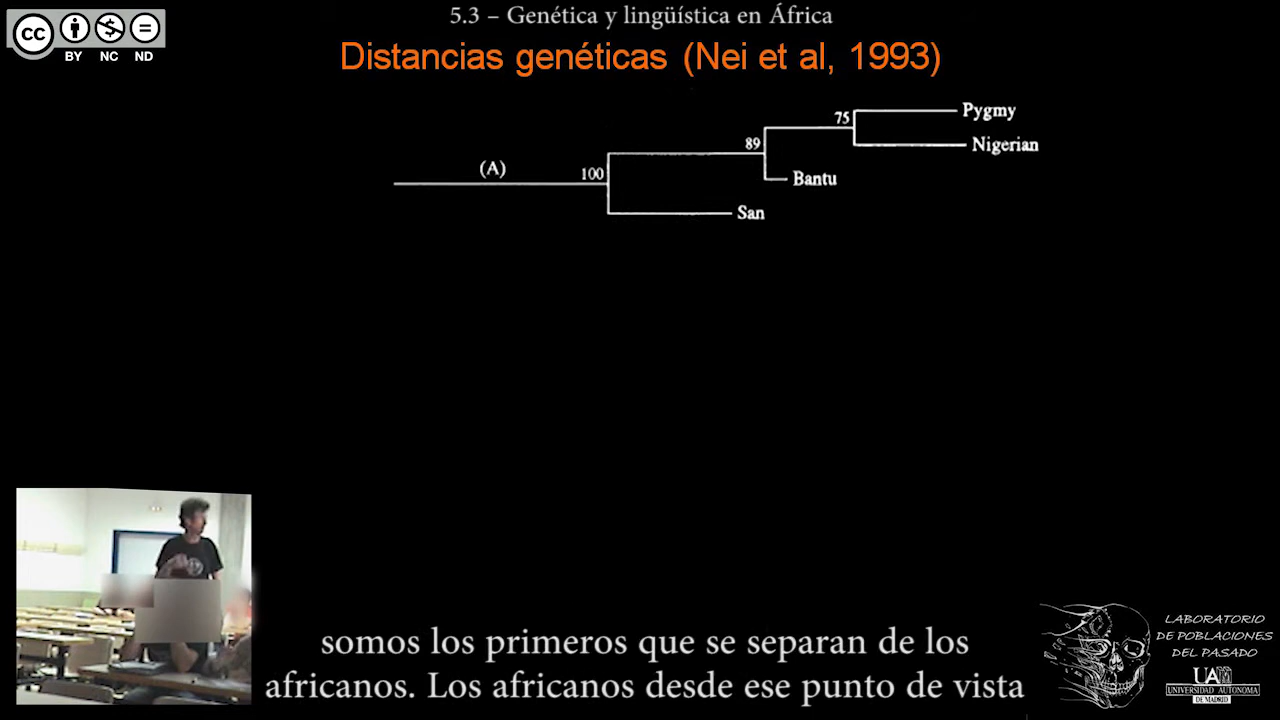 5.3 – Genética y lingüística en África
cc
BY NC ND
Distancias genéticas (Nei et al, 1993)
75
Pygmy
89
Nigerian
(A)
100
Bantu
San
somos los primeros que se separan de los
africanos. Los africanos desde ese punto de vista
LABORATORIO
DE POBLACIONES
DEL PASADO
UAM
UNIVERSIDAD AUTONOMA
DE MADRID